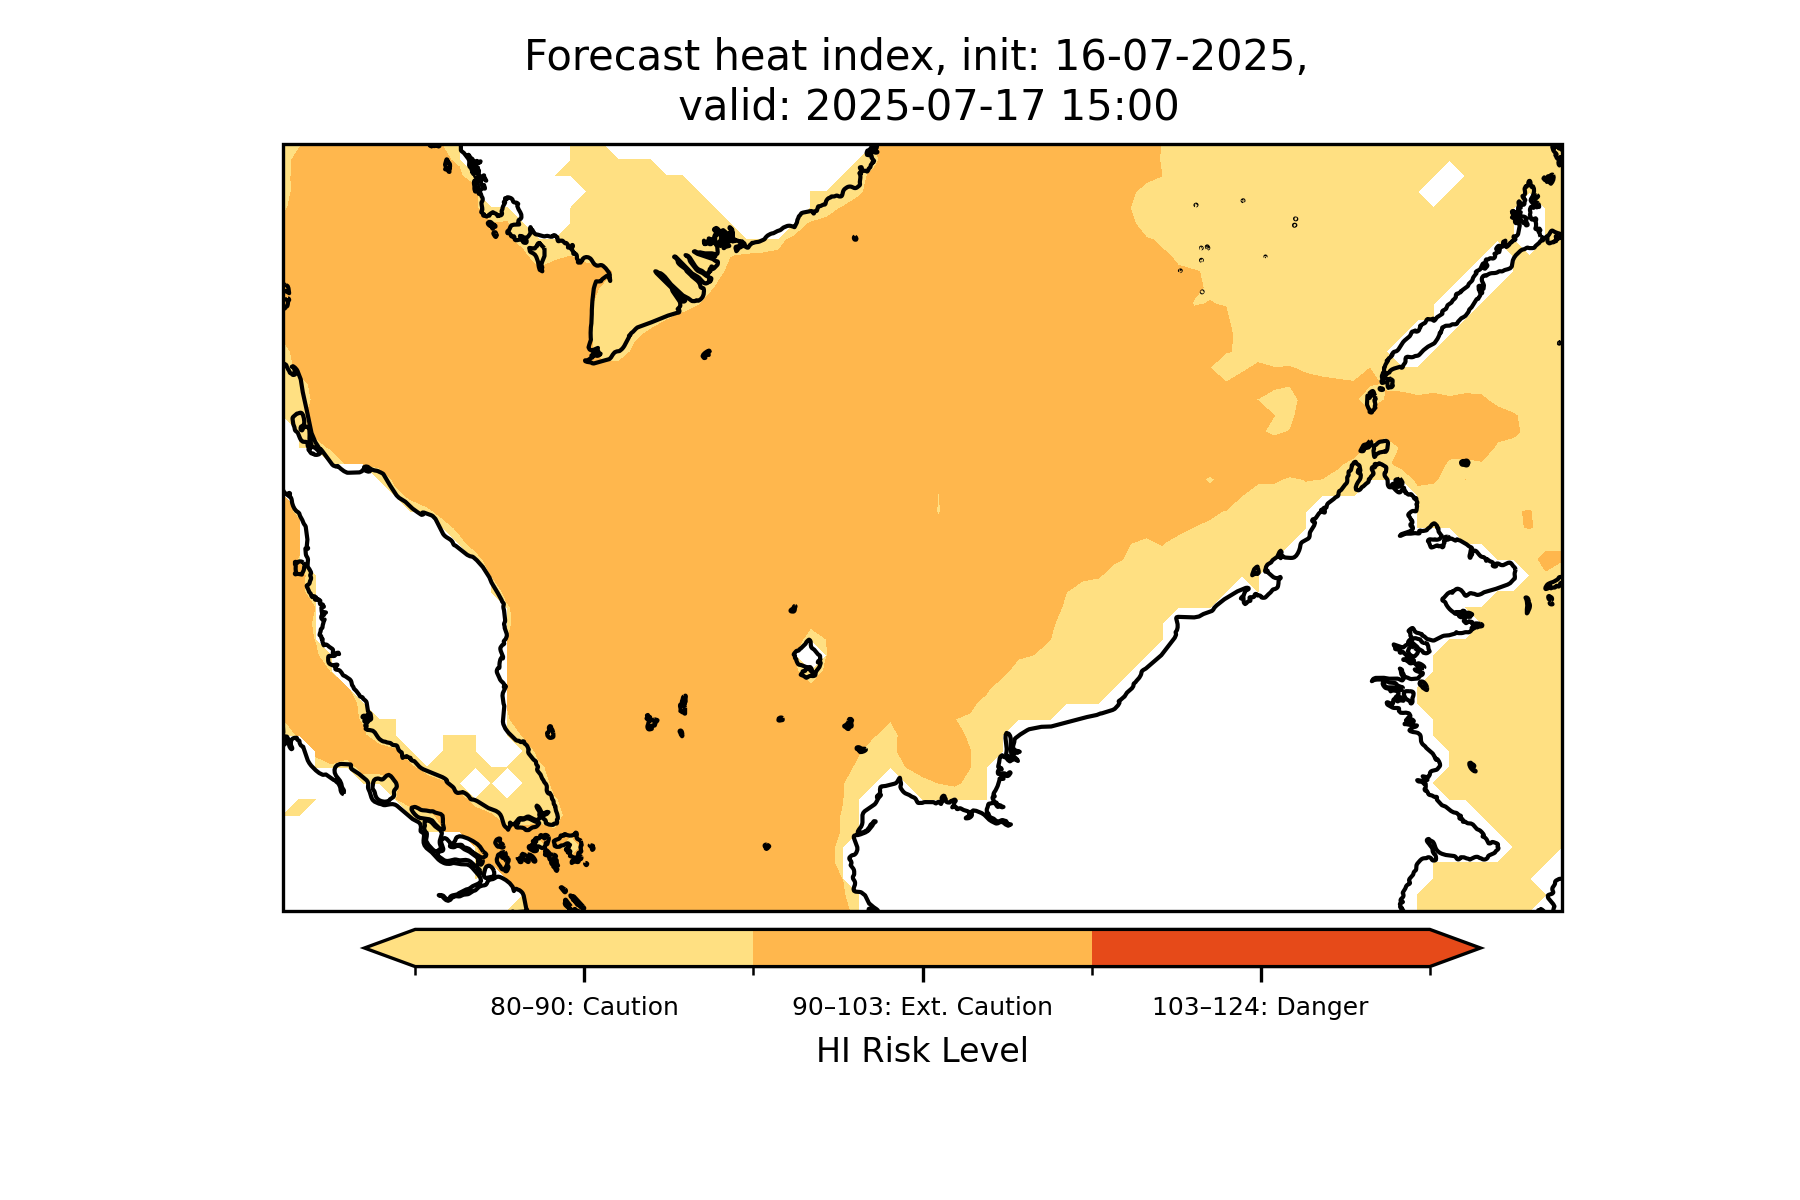 Forecast heat index, init: 16-07-2025,
valid: 2025-07-17 15:00
80–90: Caution
90–103: Ext. Caution
103–124: Danger
HI Risk Level